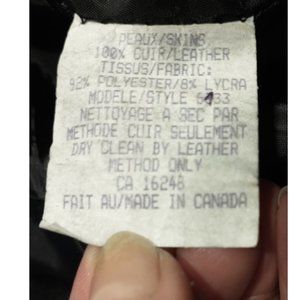 PEAUX/SKINS
100% CUIR/LEATHER
TISSUS/FABRIC:
92% POLYESTER/8% LYCRA
MODELE/STYLE
NETTOYAGE A SEC PAR
METHODE CUIR SEULEMENT
DRY CLEAN BY LEATHER
METHOD ONLY
CA 16248
FAIT AU/MADE IN CANADA